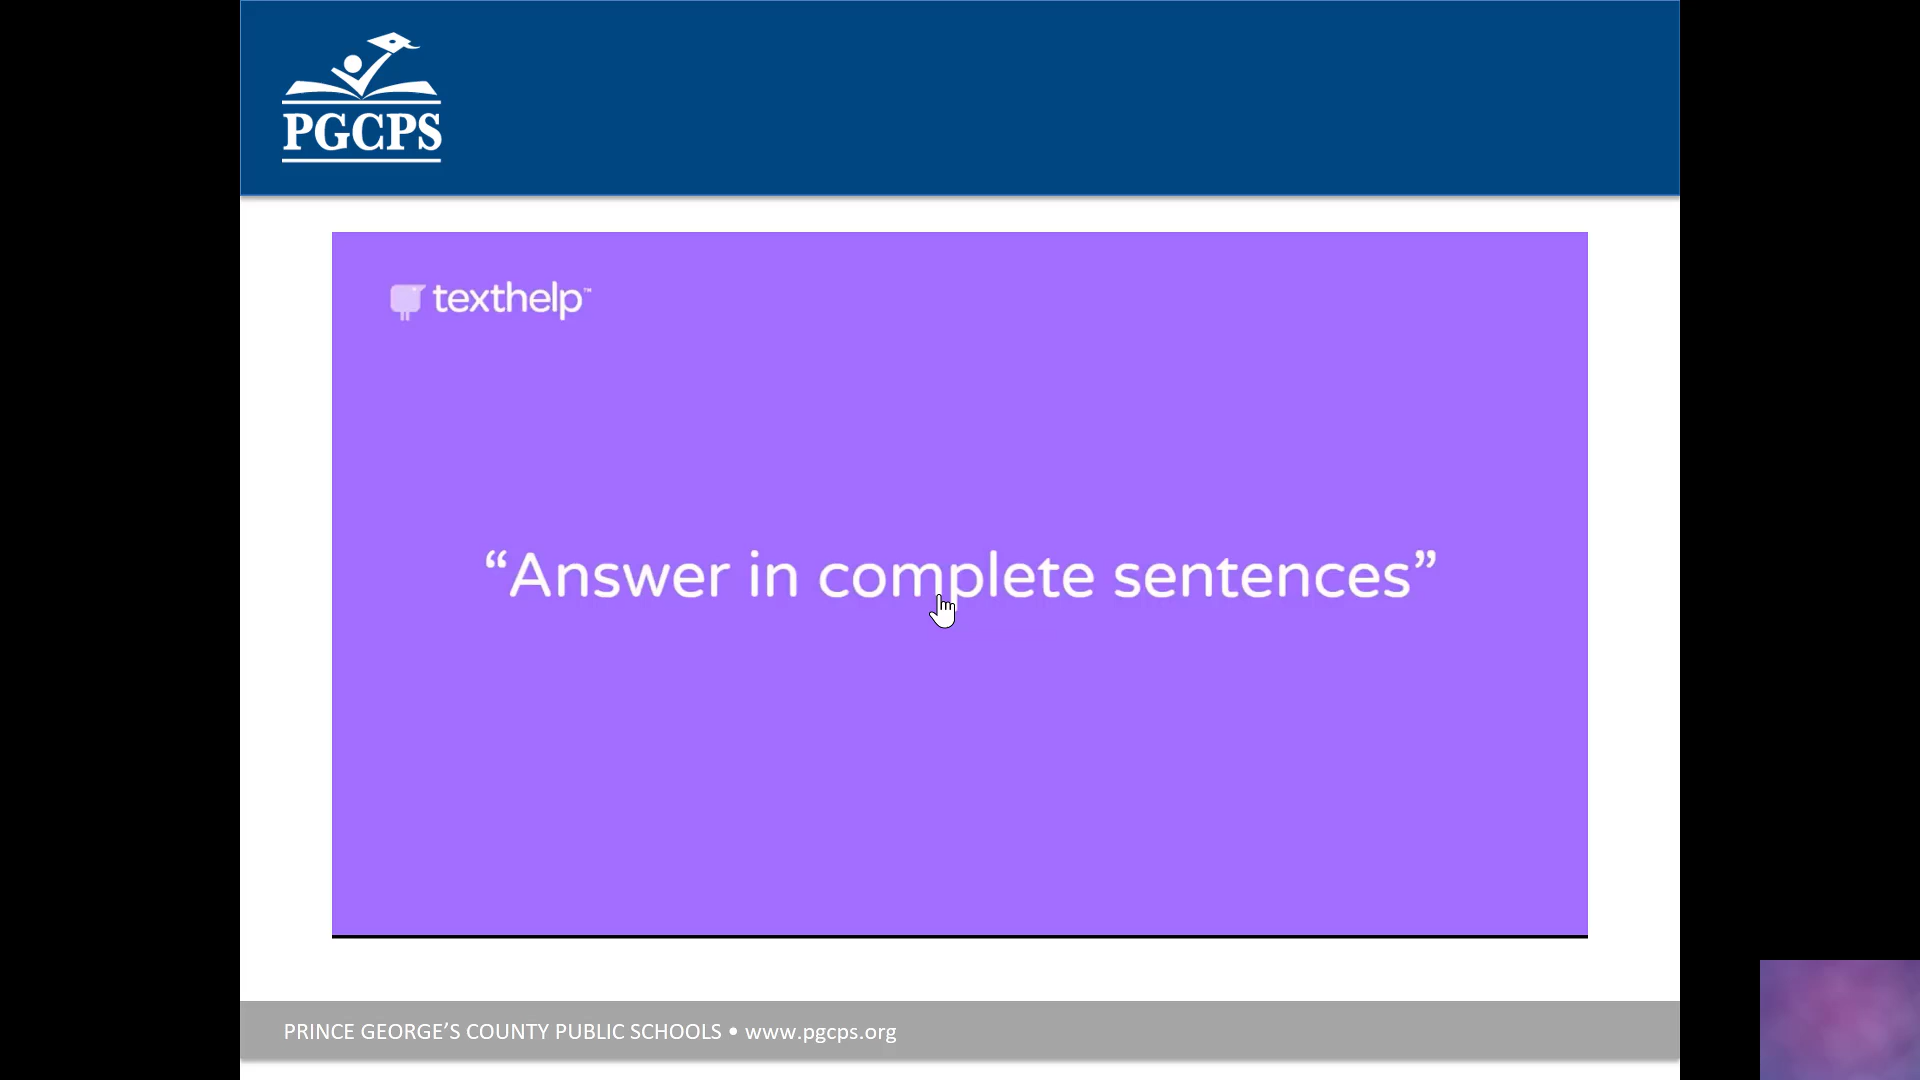 PGCPS
texthelp™
“Answer in complete sentences”
PRINCE GEORGE’S COUNTY PUBLIC SCHOOLS • www.pgcps.org